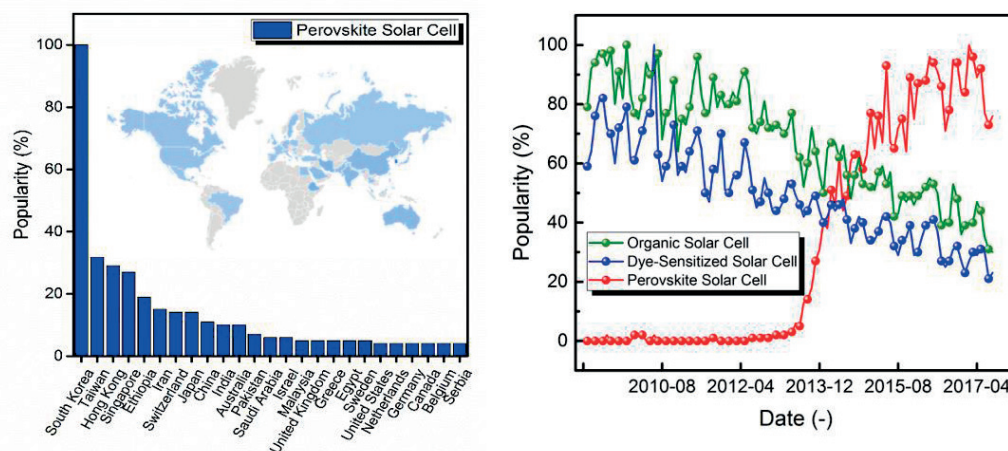 Perovskite Solar Cell
100
80
60
40
20
0
Popularity (%)
South Korea
Taiwan
Hong Kong
Singapore
Ethiopia
Iran
Switzerland
Japan
China
India
Australia
Pakistan
Saudi Arabia
Israel
Malaysia
United Kingdom
Greece
Egypt
Sweden
United States
Netherlands
Germany
Canada
Belgium
Serbia
100
80
60
40
20
0
Popularity (%)
Organic Solar Cell
Dye-Sensitized Solar Cell
Perovskite Solar Cell
2010-08 2012-04 2013-12 2015-08 2017-04
Date (-)